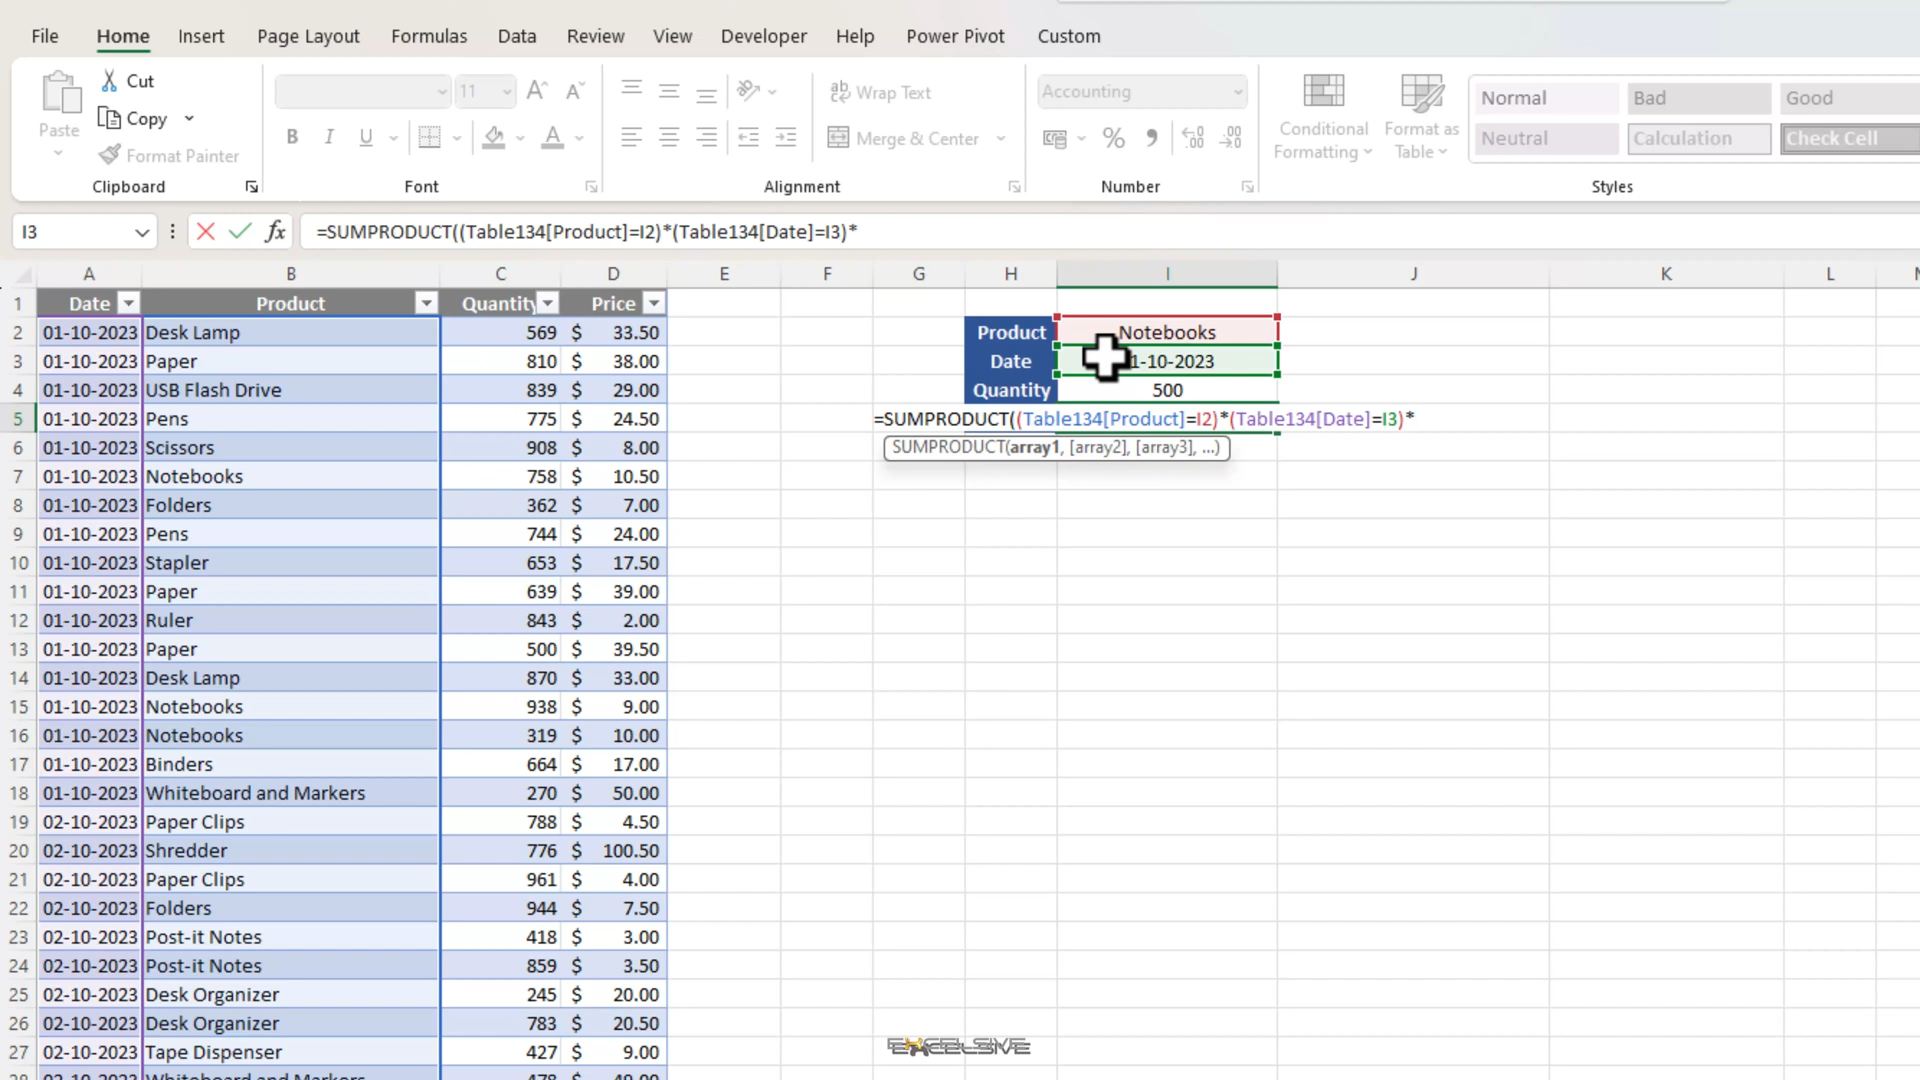 File Home Insert Page Layout Formulas Data Review View Developer Help Power Pivot Custom
Paste
Cut
Copy
Format Painter
Clipboard
11
A^ A˅
B I U A
Font
ab Wrap Text
Merge & Center
Alignment
Accounting
% 9
Number
Conditional Formatting
Format as Table
Normal Bad Good
Neutral Calculation Check Cell
Styles
I3 fx =SUMPRODUCT((Table134[Product]=I2)*(Table134[Date]=I3)*
A B C D E F G H I J K L
1 Date Product Quantity Price
2 01-10-2023 Desk Lamp 569 $ 33.50 Product Notebooks
3 01-10-2023 Paper 810 $ 38.00 Date 1-10-2023
4 01-10-2023 USB Flash Drive 839 $ 29.00 Quantity 500
5 01-10-2023 Pens 775 $ 24.50 =SUMPRODUCT((Table134[Product]=I2)*(Table134[Date]=I3)*
SUMPRODUCT(array1, [array2], [array3], ...)
6 01-10-2023 Scissors 908 $ 8.00
7 01-10-2023 Notebooks 758 $ 10.50
8 01-10-2023 Folders 362 $ 7.00
9 01-10-2023 Pens 744 $ 24.00
10 01-10-2023 Stapler 653 $ 17.50
11 01-10-2023 Paper 639 $ 39.00
12 01-10-2023 Ruler 843 $ 2.00
13 01-10-2023 Paper 500 $ 39.50
14 01-10-2023 Desk Lamp 870 $ 33.00
15 01-10-2023 Notebooks 938 $ 9.00
16 01-10-2023 Notebooks 319 $ 10.00
17 01-10-2023 Binders 664 $ 17.00
18 01-10-2023 Whiteboard and Markers 270 $ 50.00
19 02-10-2023 Paper Clips 788 $ 4.50
20 02-10-2023 Shredder 776 $ 100.50
21 02-10-2023 Paper Clips 961 $ 4.00
22 02-10-2023 Folders 944 $ 7.50
23 02-10-2023 Post-it Notes 418 $ 3.00
24 02-10-2023 Post-it Notes 859 $ 3.50
25 02-10-2023 Desk Organizer 245 $ 20.00
26 02-10-2023 Desk Organizer 783 $ 20.50
27 02-10-2023 Tape Dispenser 427 $ 9.00
EXCELSIVE